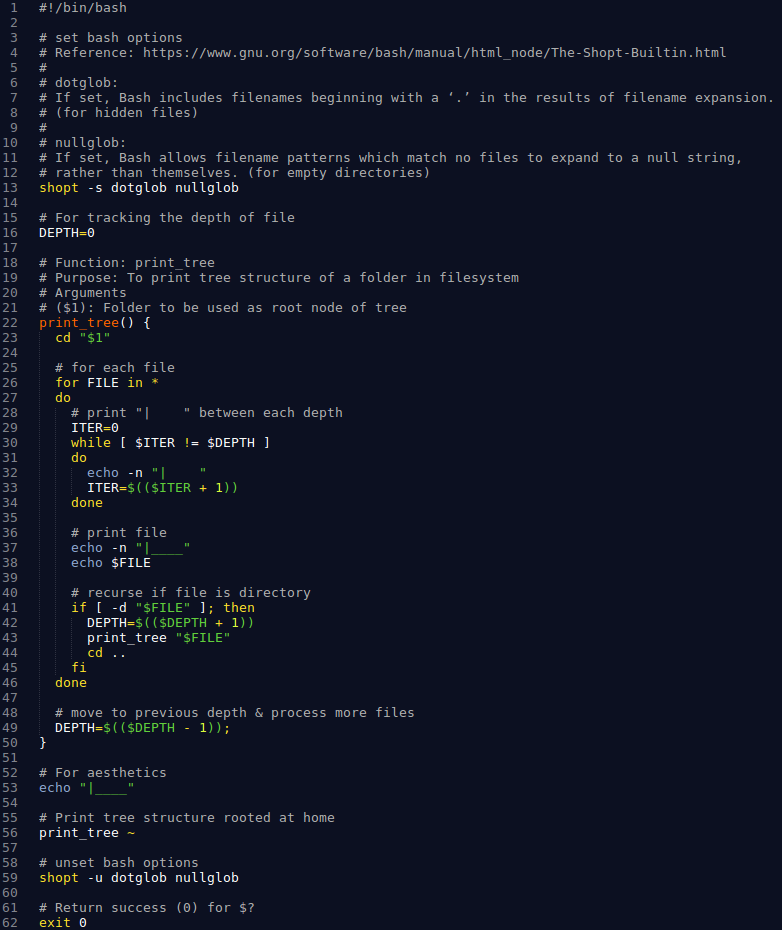 1 #!/bin/bash
2
3 # set bash options
4 # Reference: https://www.gnu.org/software/bash/manual/html_node/The-Shopt-Builtin.html
5 #
6 # dotglob:
7 # If set, Bash includes filenames beginning with a ‘.’ in the results of filename expansion.
8 # (for hidden files)
9 #
10 # nullglob:
11 # If set, Bash allows filename patterns which match no files to expand to a null string,
12 # rather than themselves. (for empty directories)
13 shopt -s dotglob nullglob
14
15 # For tracking the depth of file
16 DEPTH=0
17
18 # Function: print_tree
19 # Purpose: To print tree structure of a folder in filesystem
20 # Arguments
21 # ($1): Folder to be used as root node of tree
22 print_tree() {
23   cd "$1"
24
25   # for each file
26   for FILE in *
27   do
28     # print "|    " between each depth
29     ITER=0
30     while [ $ITER != $DEPTH ]
31     do
32       echo -n "|    "
33       ITER=$(($ITER + 1))
34     done
35
36     # print file
37     echo -n "|____"
38     echo $FILE
39
40     # recurse if file is directory
41     if [ -d "$FILE" ]; then
42       DEPTH=$(($DEPTH + 1))
43       print_tree "$FILE"
44       cd ..
45     fi
46   done
47
48   # move to previous depth & process more files
49   DEPTH=$(($DEPTH - 1));
50 }
51
52 # For aesthetics
53 echo "|____"
54
55 # Print tree structure rooted at home
56 print_tree ~
57
58 # unset bash options
59 shopt -u dotglob nullglob
60
61 # Return success (0) for $?
62 exit 0